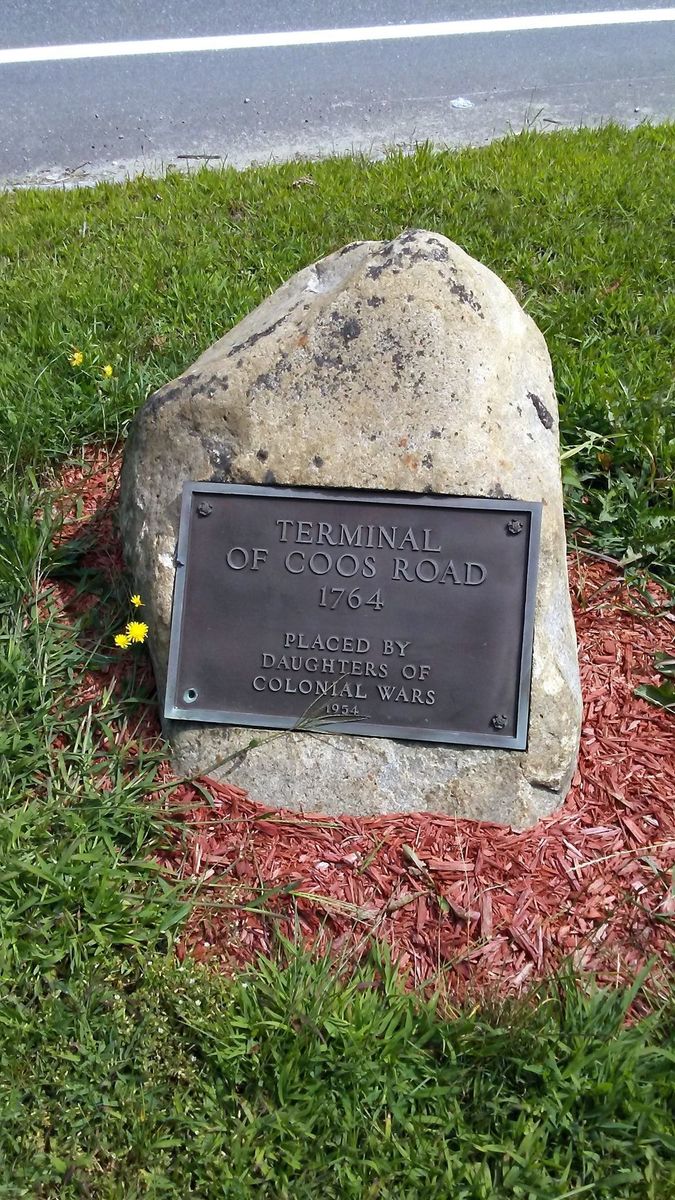 TERMINAL
OF COOS ROAD
1764
PLACED BY
DAUGHTERS OF
COLONIAL WARS
1954